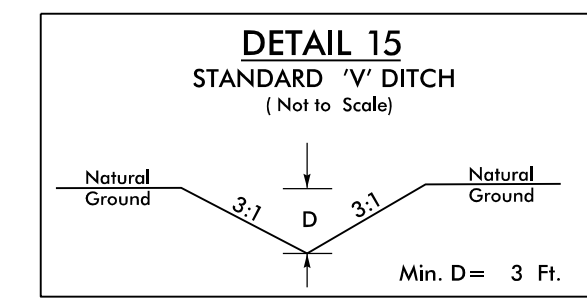 DETAIL 15
STANDARD 'V' DITCH
( Not to Scale)
Natural
Ground
3:1
D
3:1
Natural
Ground
Min. D= 3 Ft.